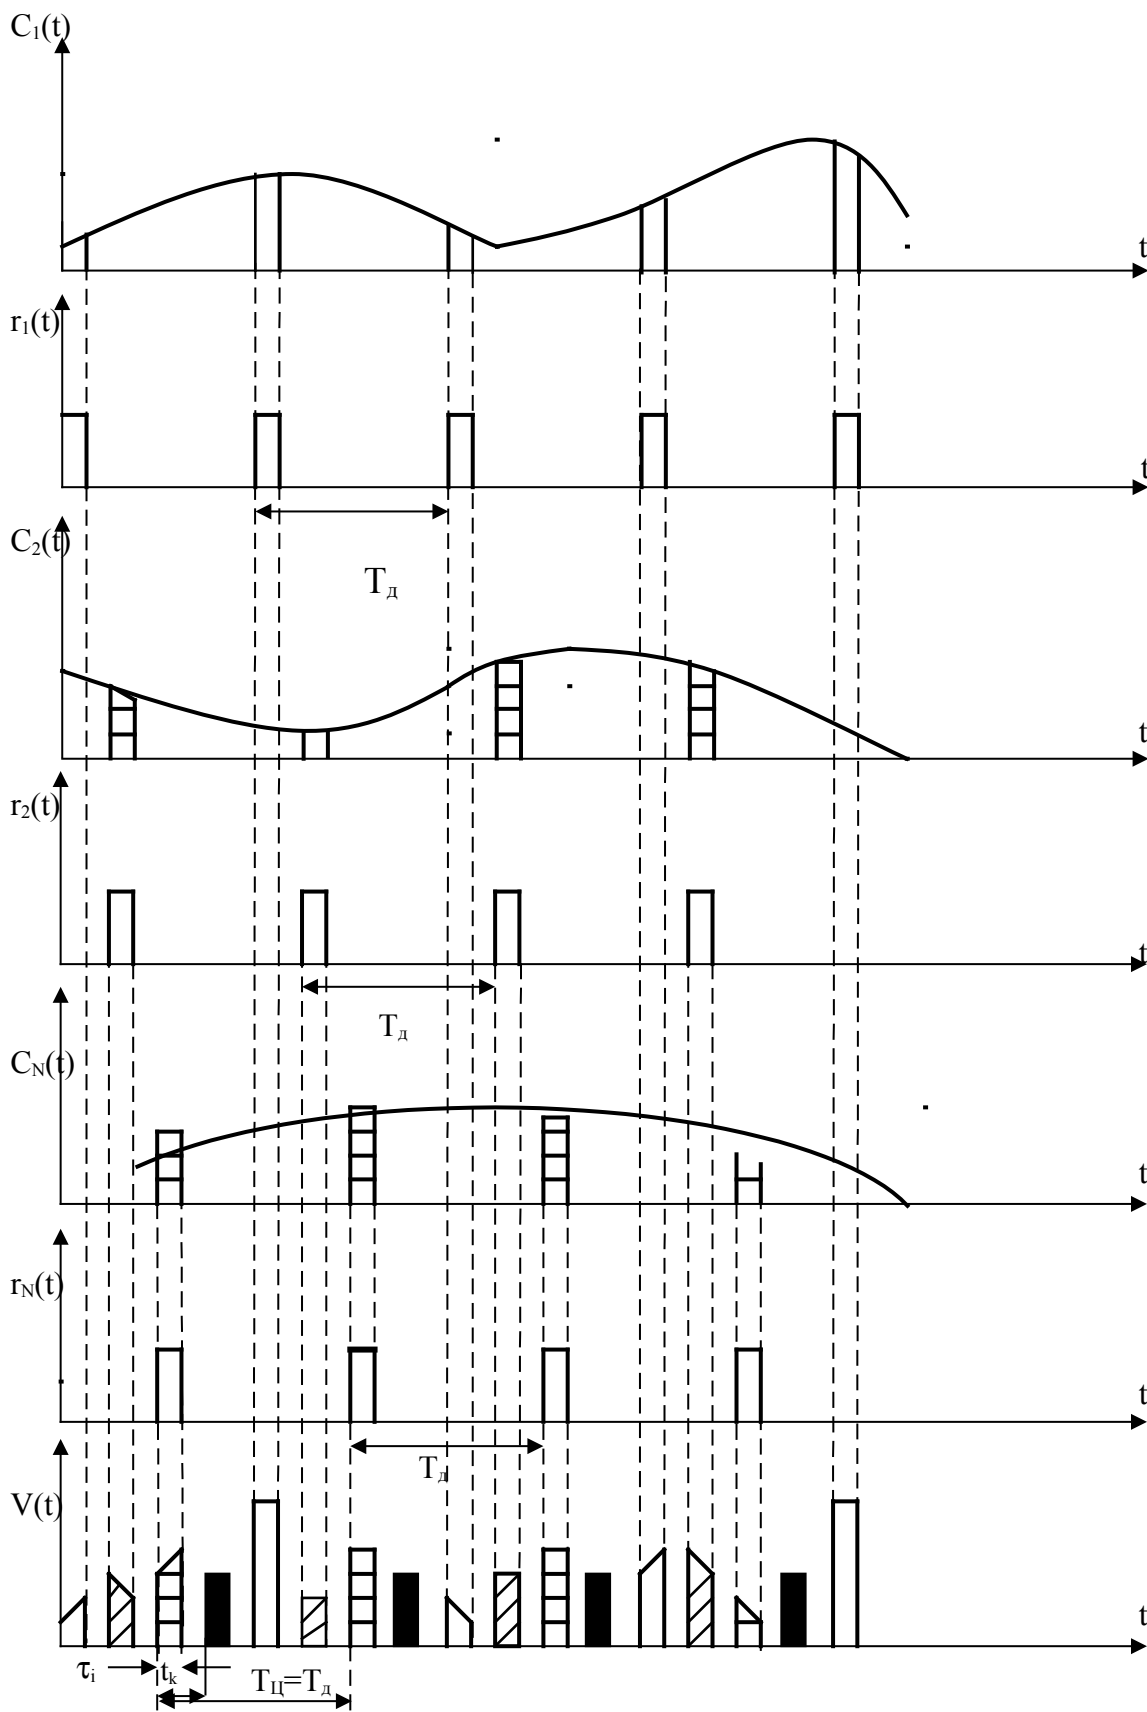 C₁(t)
t
r₁(t)
t
C₂(t)
Tд
t
r₂(t)
t
Tд
C_N(t)
t
r_N(t)
t
Tд
V(t)
t
τᵢ t_k T_Ц=Tд